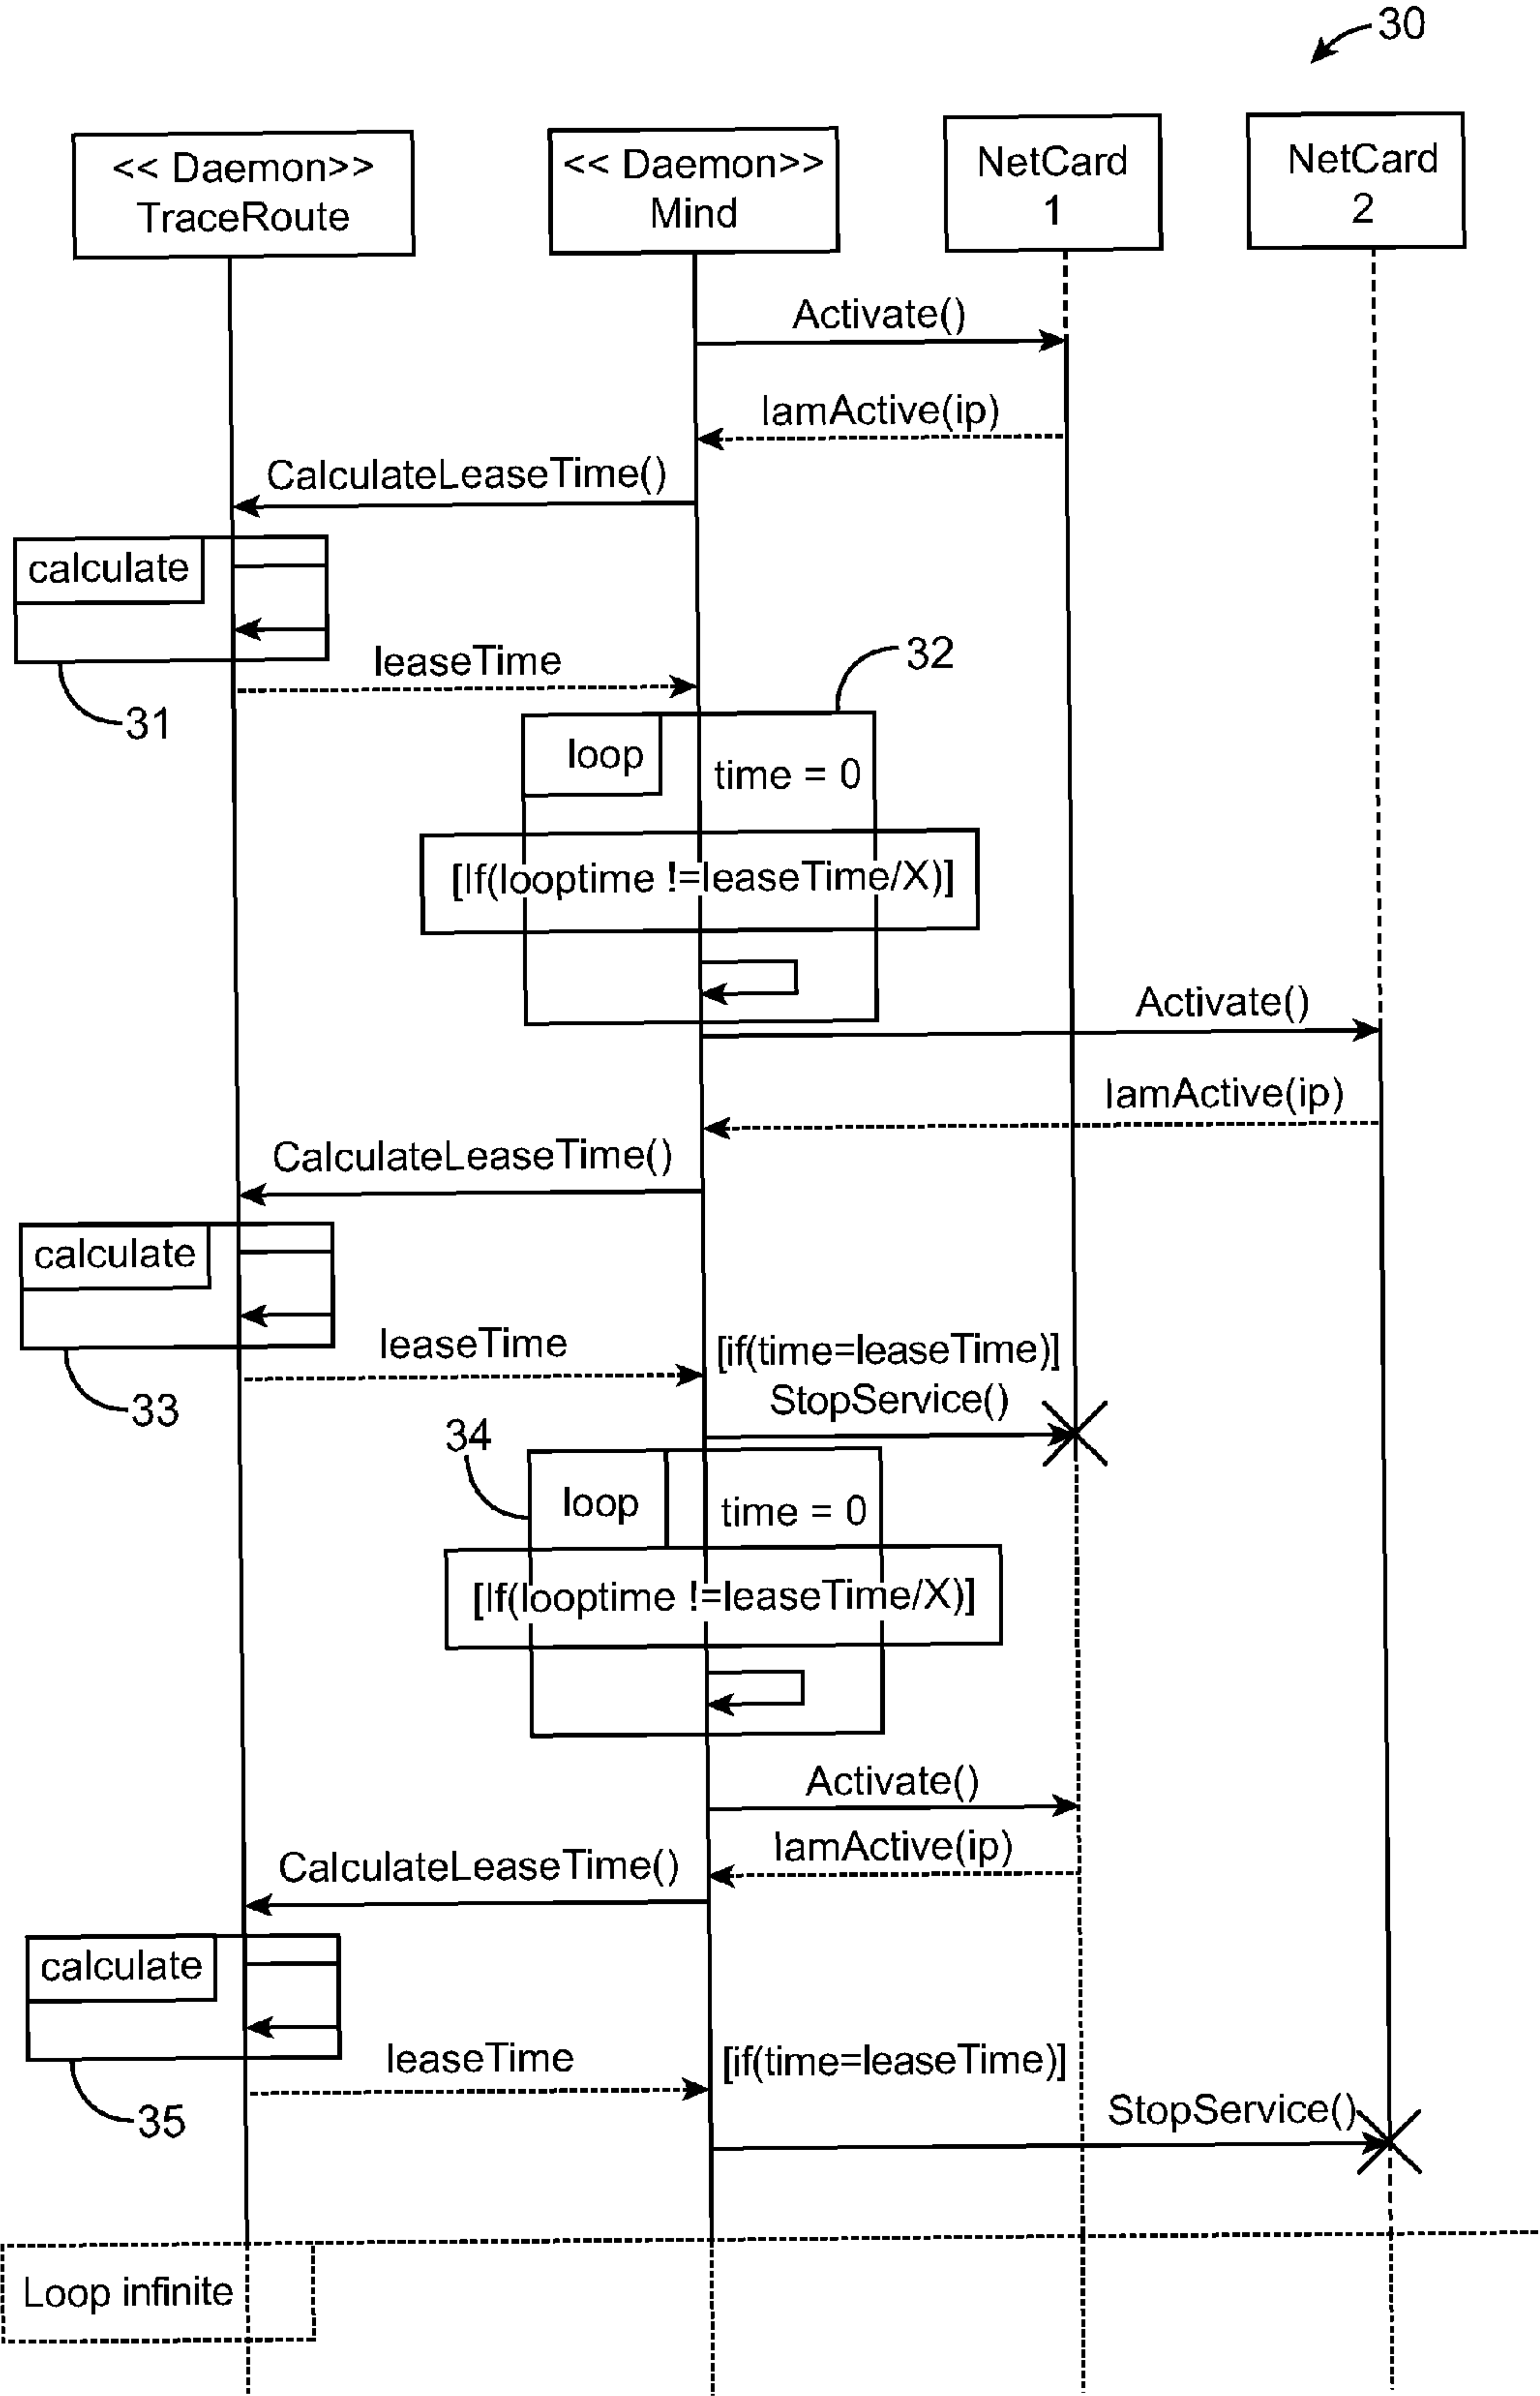 30
<< Daemon>>
TraceRoute
<< Daemon>>
Mind
NetCard
1
NetCard
2
Activate()
IamActive(ip)
CalculateLeaseTime()
calculate
31
leaseTime
32
loop
time = 0
[If(looptime !=leaseTime/X)]
Activate()
IamActive(ip)
CalculateLeaseTime()
calculate
33
leaseTime
[if(time=leaseTime)]
StopService()
34
loop
time = 0
[If(looptime !=leaseTime/X)]
Activate()
IamActive(ip)
CalculateLeaseTime()
calculate
35
leaseTime
[if(time=leaseTime)]
StopService()
Loop infinite